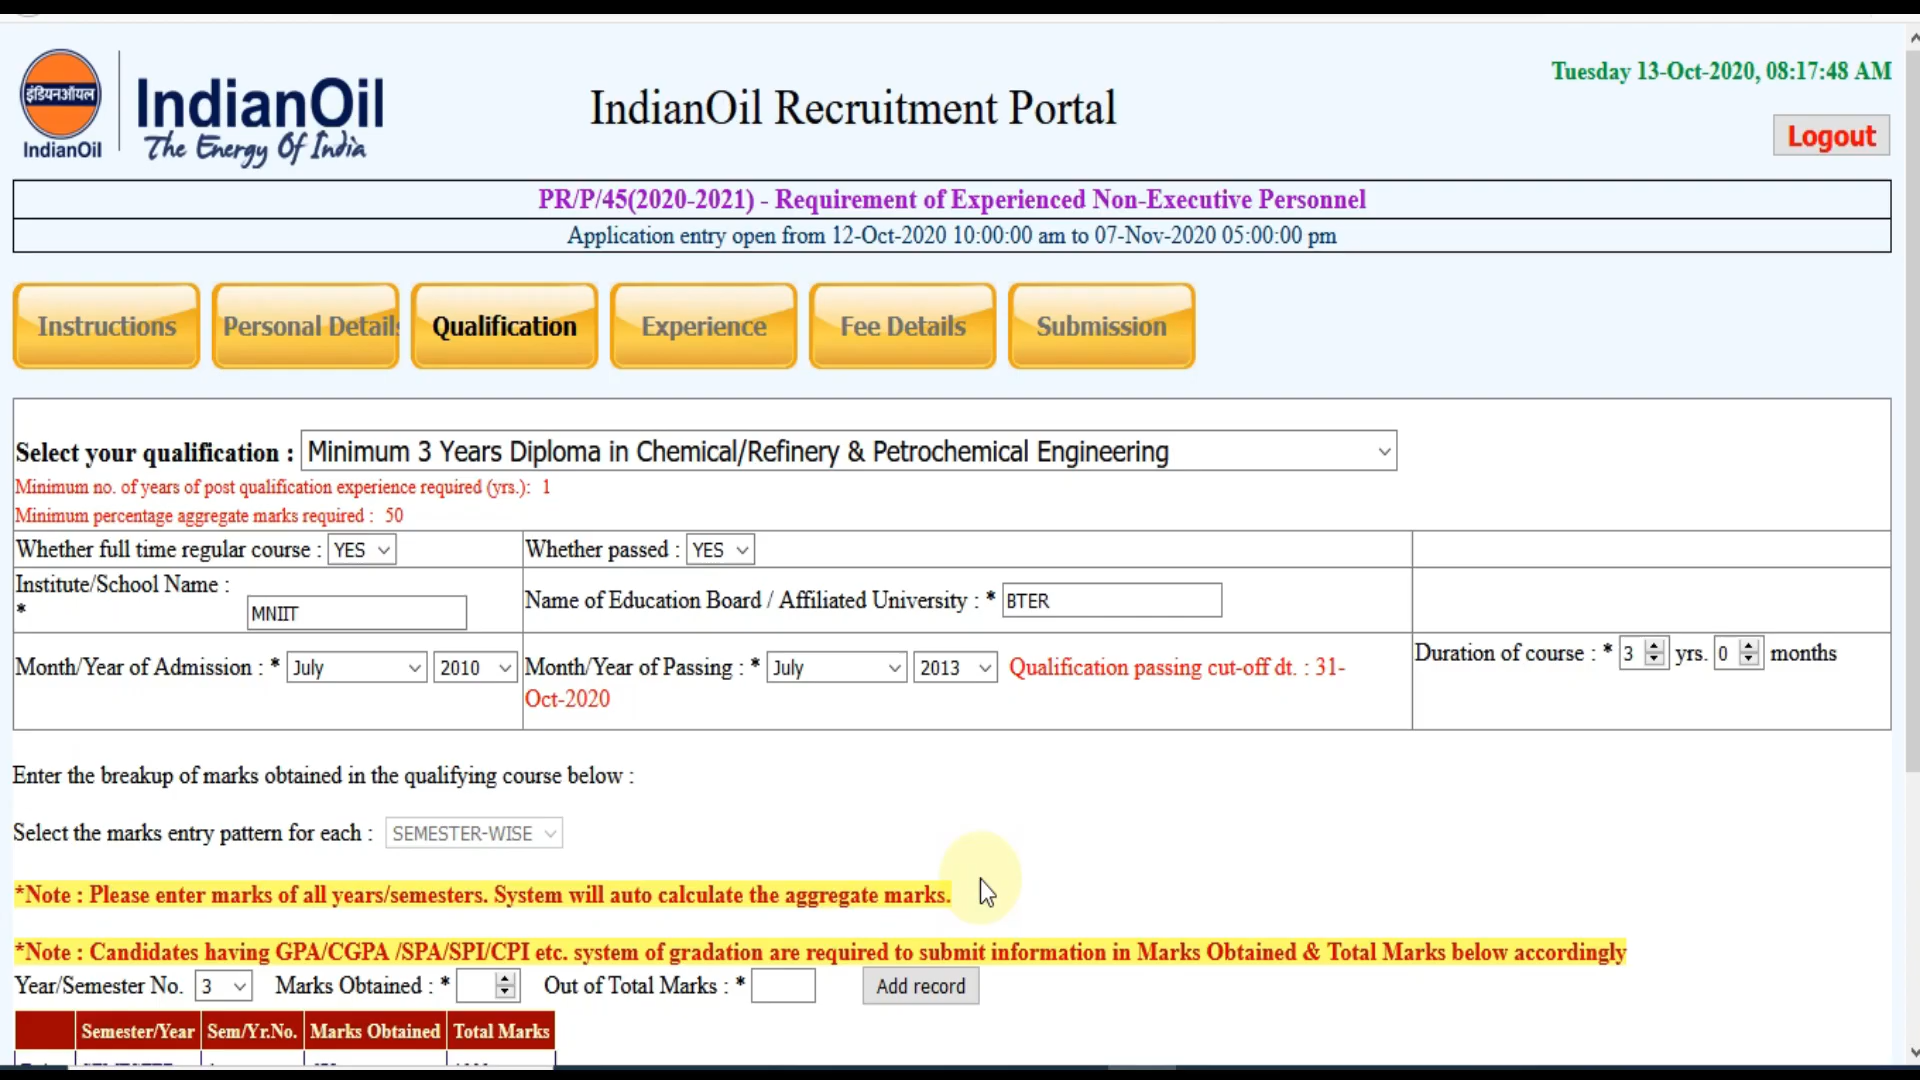 इंडियनऑयल
IndianOil
IndianOil
The Energy Of India
IndianOil Recruitment Portal
Tuesday 13-Oct-2020, 08:17:48 AM
Logout
PR/P/45(2020-2021) - Requirement of Experienced Non-Executive Personnel
Application entry open from 12-Oct-2020 10:00:00 am to 07-Nov-2020 05:00:00 pm
Instructions Personal Details Qualification Experience Fee Details Submission
Select your qualification : Minimum 3 Years Diploma in Chemical/Refinery & Petrochemical Engineering
Minimum no. of years of post qualification experience required (yrs.): 1
Minimum percentage aggregate marks required : 50
Whether full time regular course : YES Whether passed : YES
Institute/School Name :
* MNIIT Name of Education Board / Affiliated University : * BTER
Month/Year of Admission : * July 2010 Month/Year of Passing : * July 2013 Qualification passing cut-off dt. : 31-
Oct-2020
Duration of course : * 3 yrs. 0 months
Enter the breakup of marks obtained in the qualifying course below :
Select the marks entry pattern for each : SEMESTER-WISE
*Note : Please enter marks of all years/semesters. System will auto calculate the aggregate marks.
*Note : Candidates having GPA/CGPA /SPA/SPI/CPI etc. system of gradation are required to submit information in Marks Obtained & Total Marks below accordingly
Year/Semester No. 3 Marks Obtained : * Out of Total Marks : * Add record
Semester/Year Sem/Yr.No. Marks Obtained Total Marks